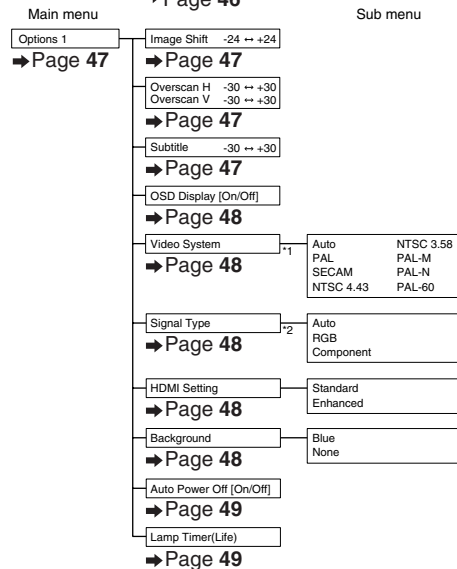 ➡Page 46
Main menu
Sub menu
Options 1
➡Page 47
Image Shift -24 ↔ +24
➡Page 47
Overscan H -30 ↔ +30
Overscan V -30 ↔ +30
➡Page 47
Subtitle -30 ↔ +30
➡Page 47
OSD Display [On/Off]
➡Page 48
Video System
*1
➡Page 48
Auto NTSC 3.58
PAL PAL-M
SECAM PAL-N
NTSC 4.43 PAL-60
Signal Type
*2
➡Page 48
Auto
RGB
Component
HDMI Setting
➡Page 48
Standard
Enhanced
Background
➡Page 48
Blue
None
Auto Power Off [On/Off]
➡Page 49
Lamp Timer(Life)
➡Page 49